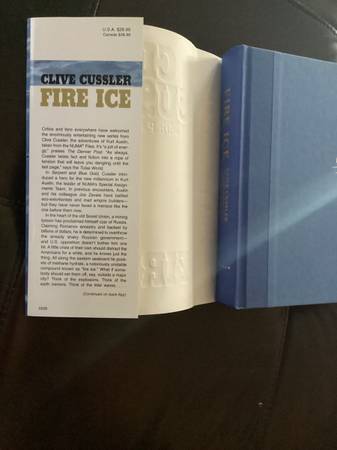 U.S.A. $26.95
Canada $38.99
CLIVE CUSSLER
FIRE ICE
Critics and fans everywhere have welcomed
the enormously entertaining new series from
Clive Cussler: the adventures of Kurt Austin,
taken from the NUMA® Files. "It's a jolt of ener-
gy," praises The Denver Post. "As always,
Cussler twists fact and fiction into a rope of
tension that will leave you dangling until the
last page," says the Tulsa World.
In Serpent and Blue Gold, Cussler intro-
duced a hero for the new millennium in Kurt
Austin, the leader of NUMA's Special Assign-
ments Team. In previous encounters, Austin
and his colleague Joe Zavala have battled
eco-extortionists and mad empire builders—
but they have never faced a menace like the
one before them now.
In the heart of the old Soviet Union, a mining
tycoon has proclaimed himself czar of Russia.
Claiming Romanov ancestry and backed by
billions of dollars, he is determined to overthrow
the already shaky Russian government—
and U.S. opposition doesn't bother him one
bit. A little crisis of their own should distract the
Americans for a while, and he knows just the
thing. All along the eastern seaboard lie pock-
ets of methane hydrate, a notoriously unstable
compound known as "fire ice." What if some-
body should set them off, say, outside a major
city? Think of the explosions. Think of the
earth tremors. Think of the tidal waves.
(Continued on back flap)
FIRE ICE